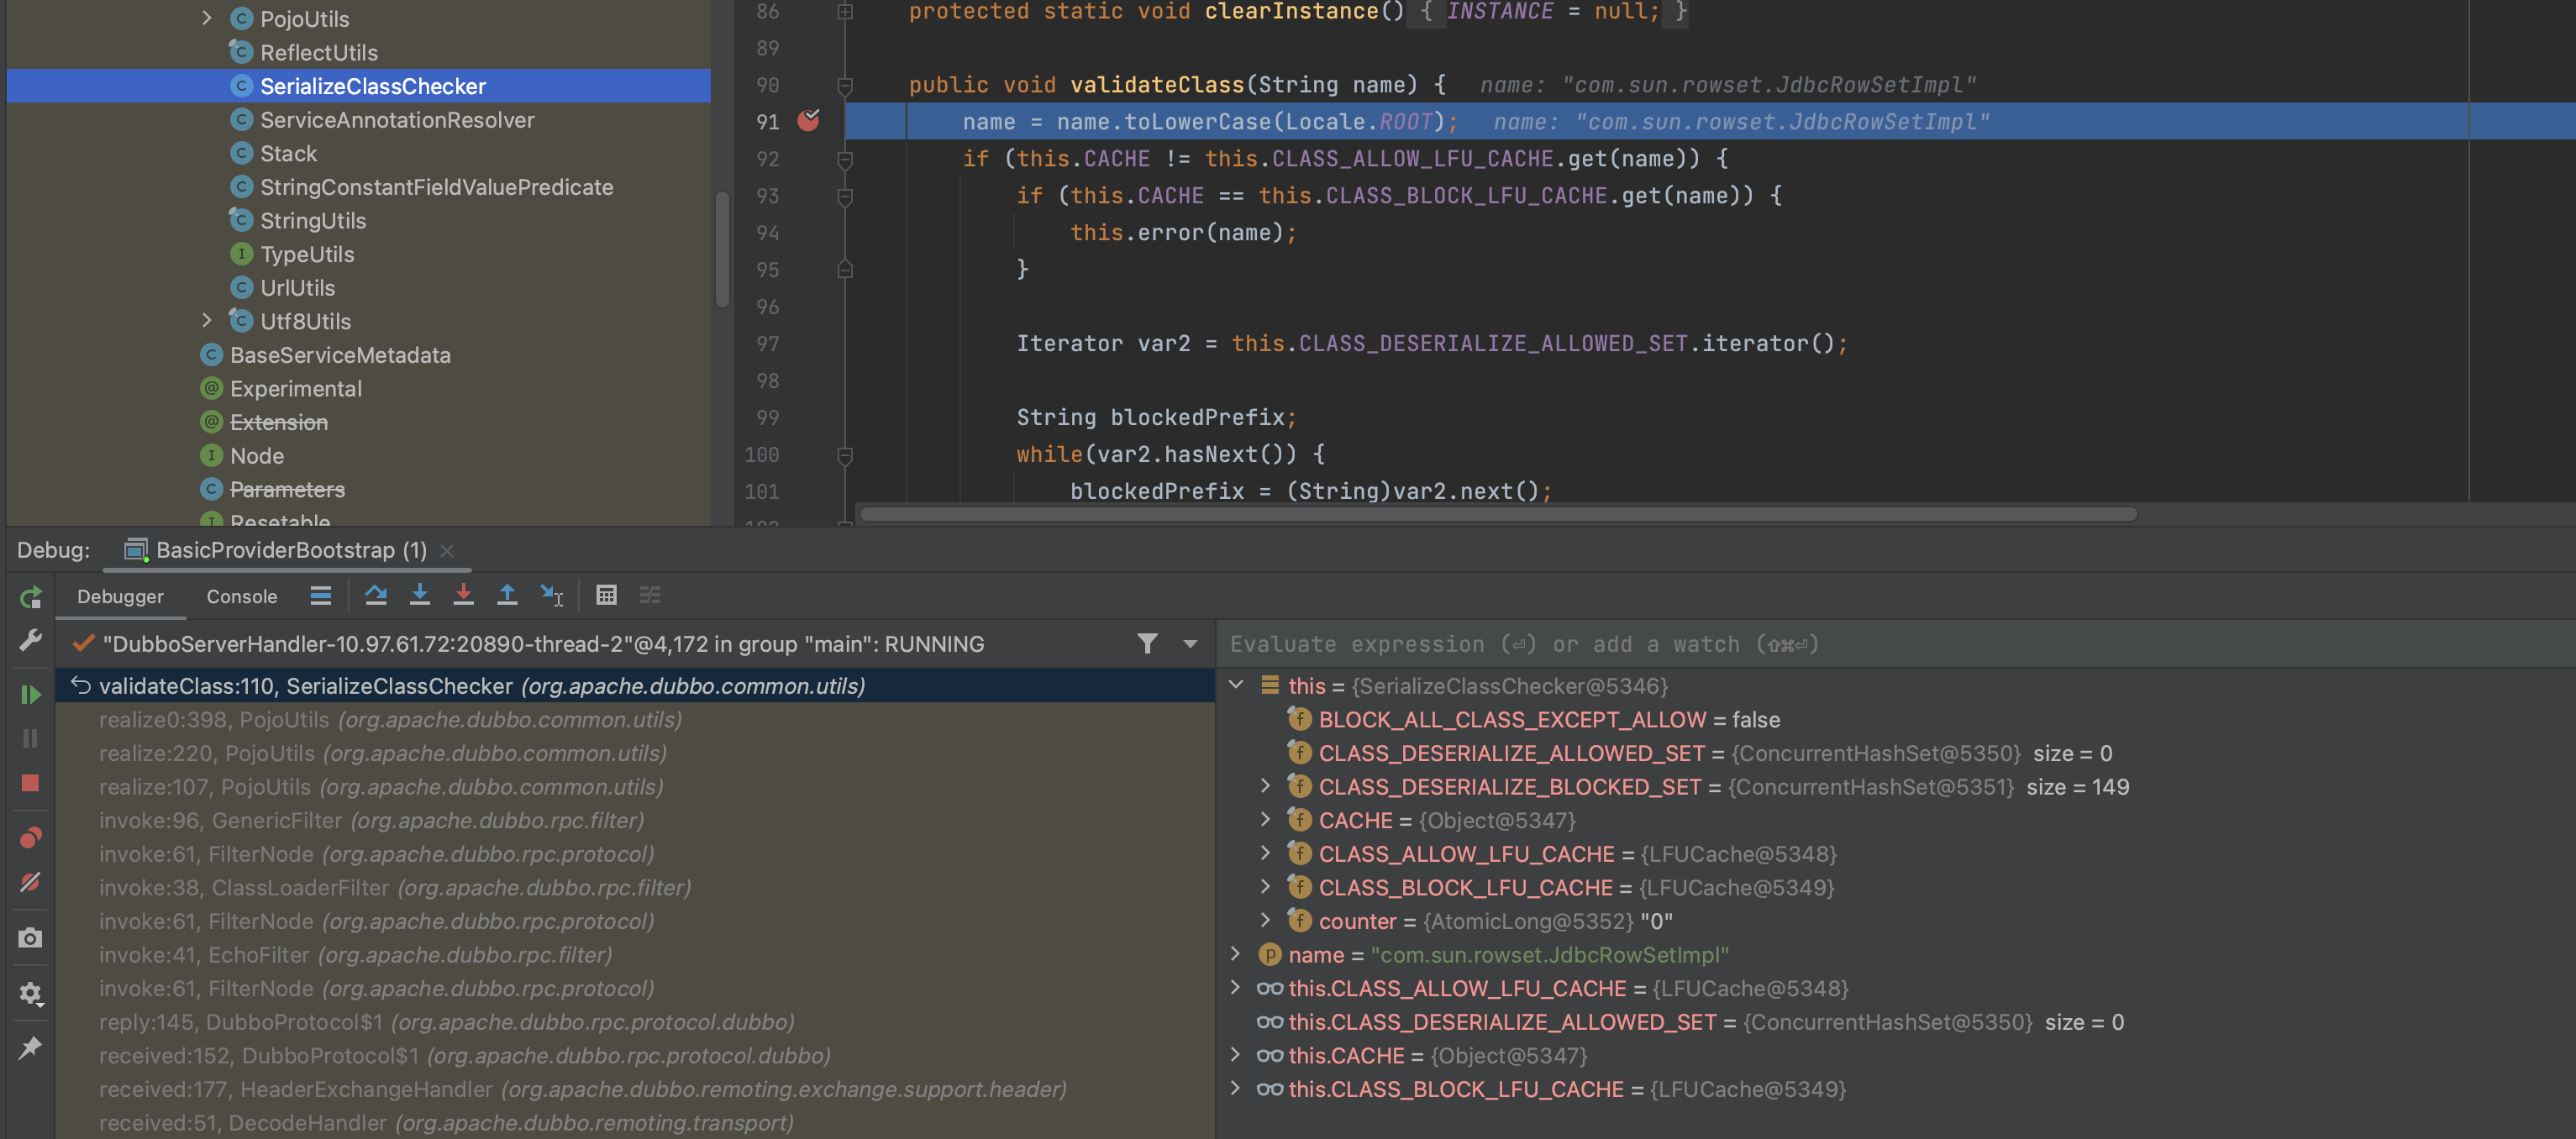 PojoUtils
ReflectUtils
SerializeClassChecker
ServiceAnnotationResolver
Stack
StringConstantFieldValuePredicate
StringUtils
TypeUtils
UrlUtils
Utf8Utils
BaseServiceMetadata
Experimental
Extension
Node
Parameters
Resetable
86 protected static void clearInstance() { INSTANCE = null; }
89
90 public void validateClass(String name) { name: "com.sun.rowset.JdbcRowSetImpl"
91 name = name.toLowerCase(Locale.ROOT); name: "com.sun.rowset.JdbcRowSetImpl"
92 if (this.CACHE != this.CLASS_ALLOW_LFU_CACHE.get(name)) {
93 if (this.CACHE == this.CLASS_BLOCK_LFU_CACHE.get(name)) {
94 this.error(name);
95 }
96
97 Iterator var2 = this.CLASS_DESERIALIZE_ALLOWED_SET.iterator();
98
99 String blockedPrefix;
100 while(var2.hasNext()) {
101 blockedPrefix = (String)var2.next();
Debug: BasicProviderBootstrap (1)
Debugger Console
"DubboServerHandler-10.97.61.72:20890-thread-2"@4,172 in group "main": RUNNING
validateClass:110, SerializeClassChecker (org.apache.dubbo.common.utils)
realize0:398, PojoUtils (org.apache.dubbo.common.utils)
realize:220, PojoUtils (org.apache.dubbo.common.utils)
realize:107, PojoUtils (org.apache.dubbo.common.utils)
invoke:96, GenericFilter (org.apache.dubbo.rpc.filter)
invoke:61, FilterNode (org.apache.dubbo.rpc.protocol)
invoke:38, ClassLoaderFilter (org.apache.dubbo.rpc.filter)
invoke:61, FilterNode (org.apache.dubbo.rpc.protocol)
invoke:41, EchoFilter (org.apache.dubbo.rpc.filter)
invoke:61, FilterNode (org.apache.dubbo.rpc.protocol)
reply:145, DubboProtocol$1 (org.apache.dubbo.rpc.protocol.dubbo)
received:152, DubboProtocol$1 (org.apache.dubbo.rpc.protocol.dubbo)
received:177, HeaderExchangeHandler (org.apache.dubbo.remoting.exchange.support.header)
received:51, DecodeHandler (org.apache.dubbo.remoting.transport)
Evaluate expression (⏎) or add a watch (⇧⌘⏎)
this = {SerializeClassChecker@5346}
BLOCK_ALL_CLASS_EXCEPT_ALLOW = false
CLASS_DESERIALIZE_ALLOWED_SET = {ConcurrentHashSet@5350} size = 0
CLASS_DESERIALIZE_BLOCKED_SET = {ConcurrentHashSet@5351} size = 149
CACHE = {Object@5347}
CLASS_ALLOW_LFU_CACHE = {LFUCache@5348}
CLASS_BLOCK_LFU_CACHE = {LFUCache@5349}
counter = {AtomicLong@5352} "0"
name = "com.sun.rowset.JdbcRowSetImpl"
this.CLASS_ALLOW_LFU_CACHE = {LFUCache@5348}
this.CLASS_DESERIALIZE_ALLOWED_SET = {ConcurrentHashSet@5350} size = 0
this.CACHE = {Object@5347}
this.CLASS_BLOCK_LFU_CACHE = {LFUCache@5349}